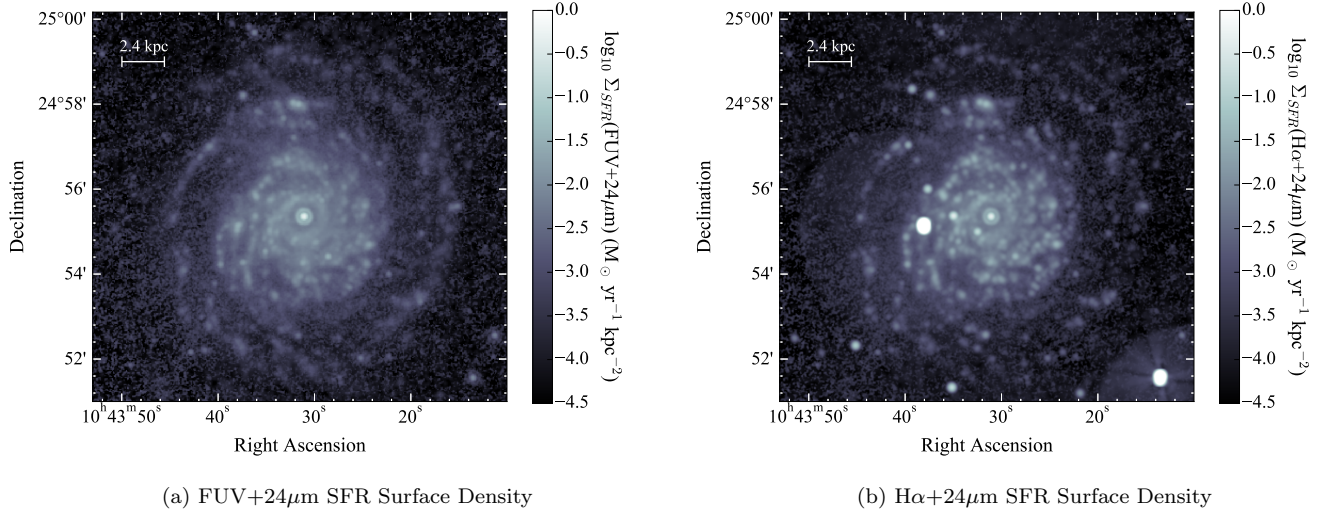 25°00'
24°58'
56'
54'
52'
Declination
2.4 kpc
10ʰ43ᵐ50ˢ 40ˢ 30ˢ 20ˢ
Right Ascension
0.0
−0.5
−1.0
−1.5
−2.0
−2.5
−3.0
−3.5
−4.0
−4.5
log₁₀ Σ_SFR(FUV+24μm) (M⊙ yr⁻¹ kpc⁻²)
(a) FUV+24μm SFR Surface Density
25°00'
24°58'
56'
54'
52'
Declination
2.4 kpc
10ʰ43ᵐ50ˢ 40ˢ 30ˢ 20ˢ
Right Ascension
0.0
−0.5
−1.0
−1.5
−2.0
−2.5
−3.0
−3.5
−4.0
−4.5
log₁₀ Σ_SFR(Hα+24μm) (M⊙ yr⁻¹ kpc⁻²)
(b) Hα+24μm SFR Surface Density